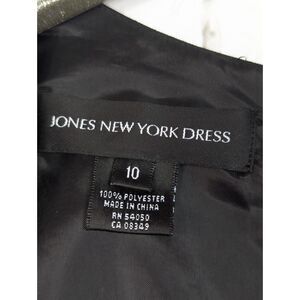 JONES NEW YORK DRESS
10
100% POLYESTER
MADE IN CHINA
RN 54050
CA 08349